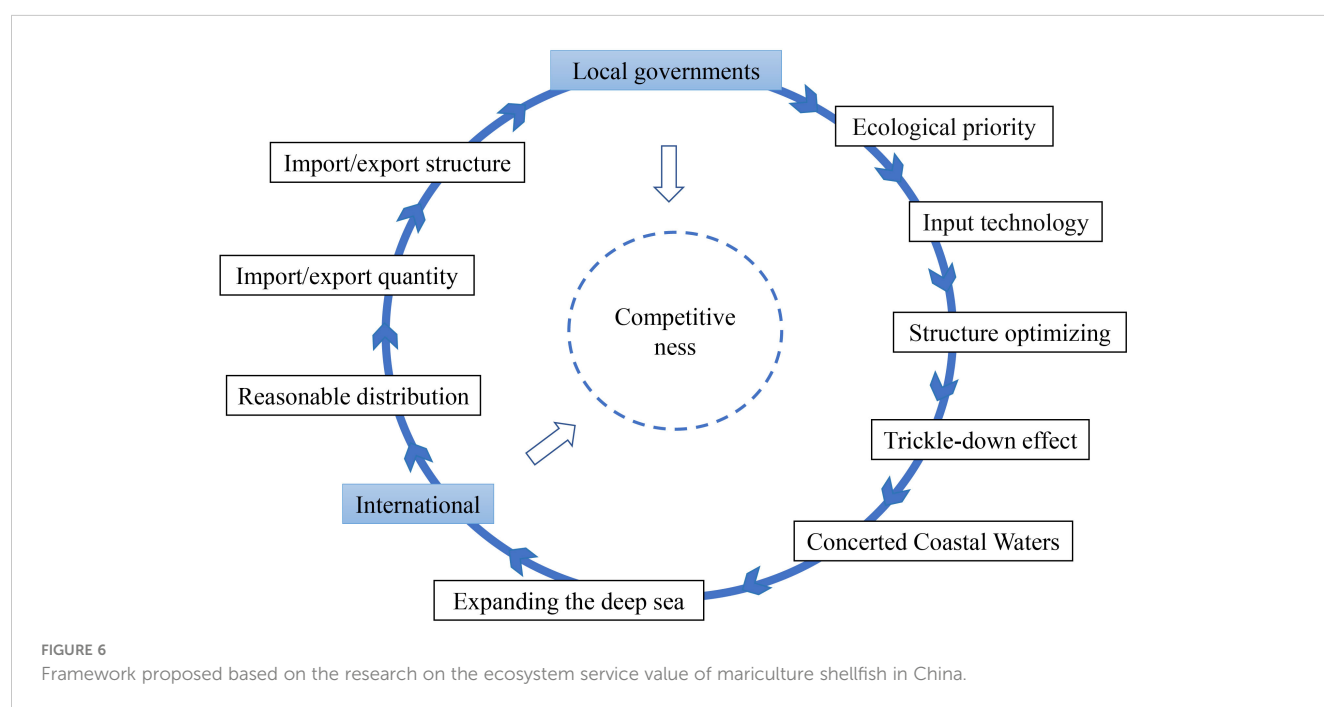 Local governments
Ecological priority
Import/export structure
Input technology
Import/export quantity
Competitive
ness
Structure optimizing
Reasonable distribution
Trickle-down effect
International
Concerted Coastal Waters
Expanding the deep sea
FIGURE 6
Framework proposed based on the research on the ecosystem service value of mariculture shellfish in China.